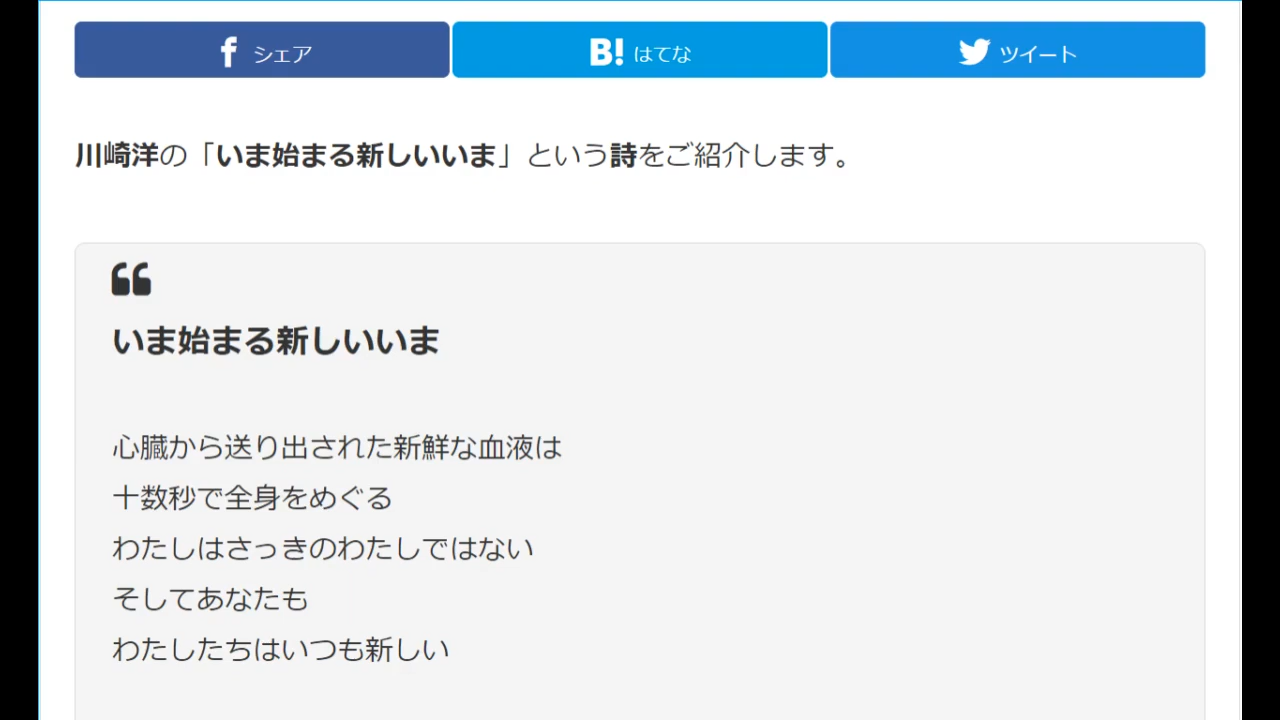 シェア
B! はてな
ツイート
川崎洋の「いま始まる新しいいま」という詩をご紹介します。
いま始まる新しいいま
心臓から送り出された新鮮な血液は
十数秒で全身をめぐる
わたしはさっきのわたしではない
そしてあなたも
わたしたちはいつも新しい